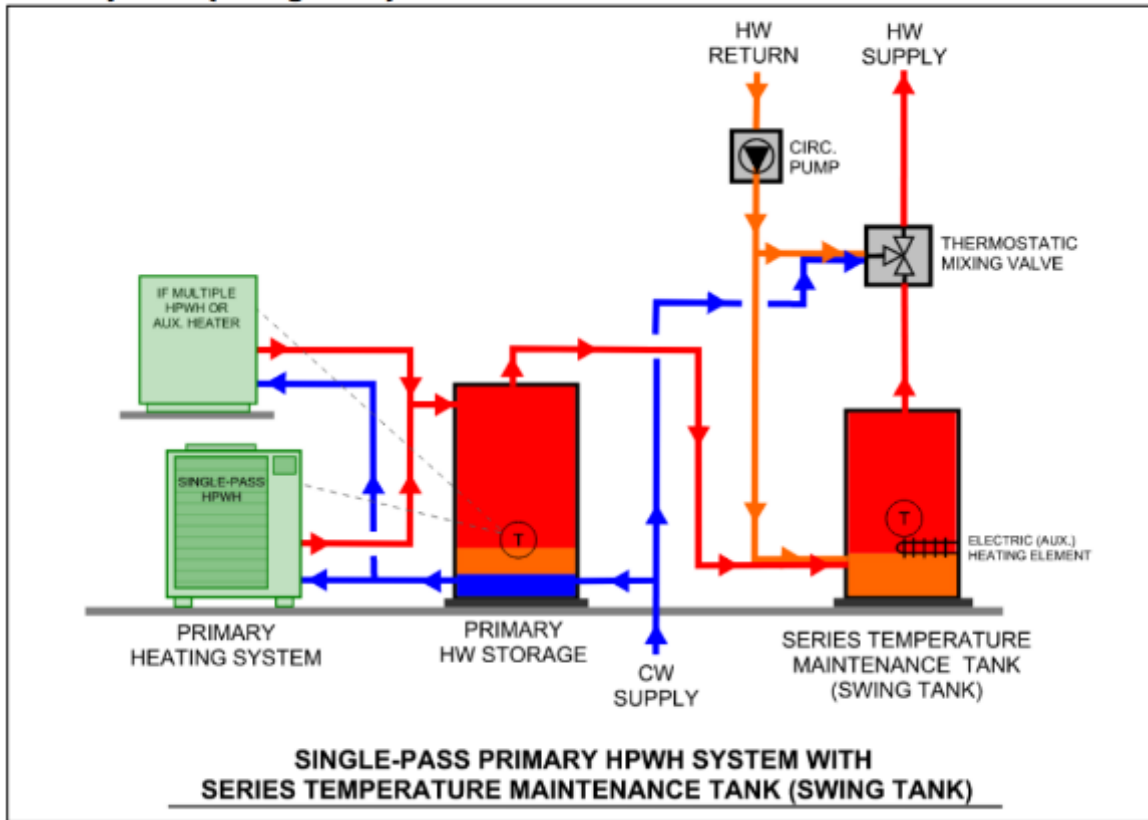 HW
RETURN
HW
SUPPLY
CIRC.
PUMP
THERMOSTATIC
MIXING VALVE
IF MULTIPLE
HPWH OR
AUX. HEATER
SINGLE-PASS
HPWH
T
T
ELECTRIC (AUX.)
HEATING ELEMENT
PRIMARY
HEATING SYSTEM
PRIMARY
HW STORAGE
CW
SUPPLY
SERIES TEMPERATURE
MAINTENANCE TANK
(SWING TANK)
SINGLE-PASS PRIMARY HPWH SYSTEM WITH
SERIES TEMPERATURE MAINTENANCE TANK (SWING TANK)